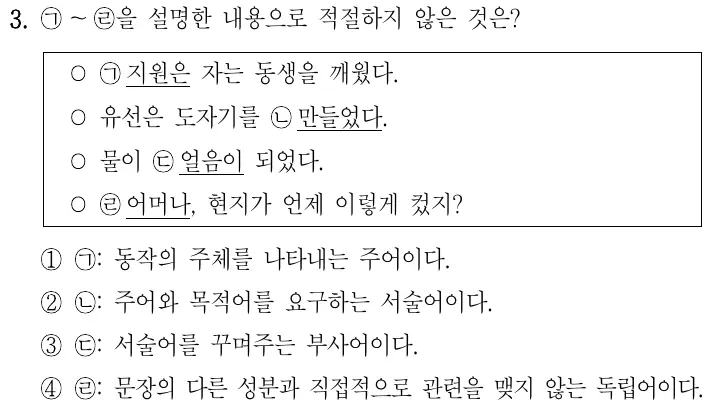 3. ㉠ ~ ㉣을 설명한 내용으로 적절하지 않은 것은?
○ ㉠지원은 자는 동생을 깨웠다.
○ 유선은 도자기를 ㉡만들었다.
○ 물이 ㉢얼음이 되었다.
○ ㉣어머나, 현지가 언제 이렇게 컸지?
① ㉠: 동작의 주체를 나타내는 주어이다.
② ㉡: 주어와 목적어를 요구하는 서술어이다.
③ ㉢: 서술어를 꾸며주는 부사어이다.
④ ㉣: 문장의 다른 성분과 직접적으로 관련을 맺지 않는 독립어이다.